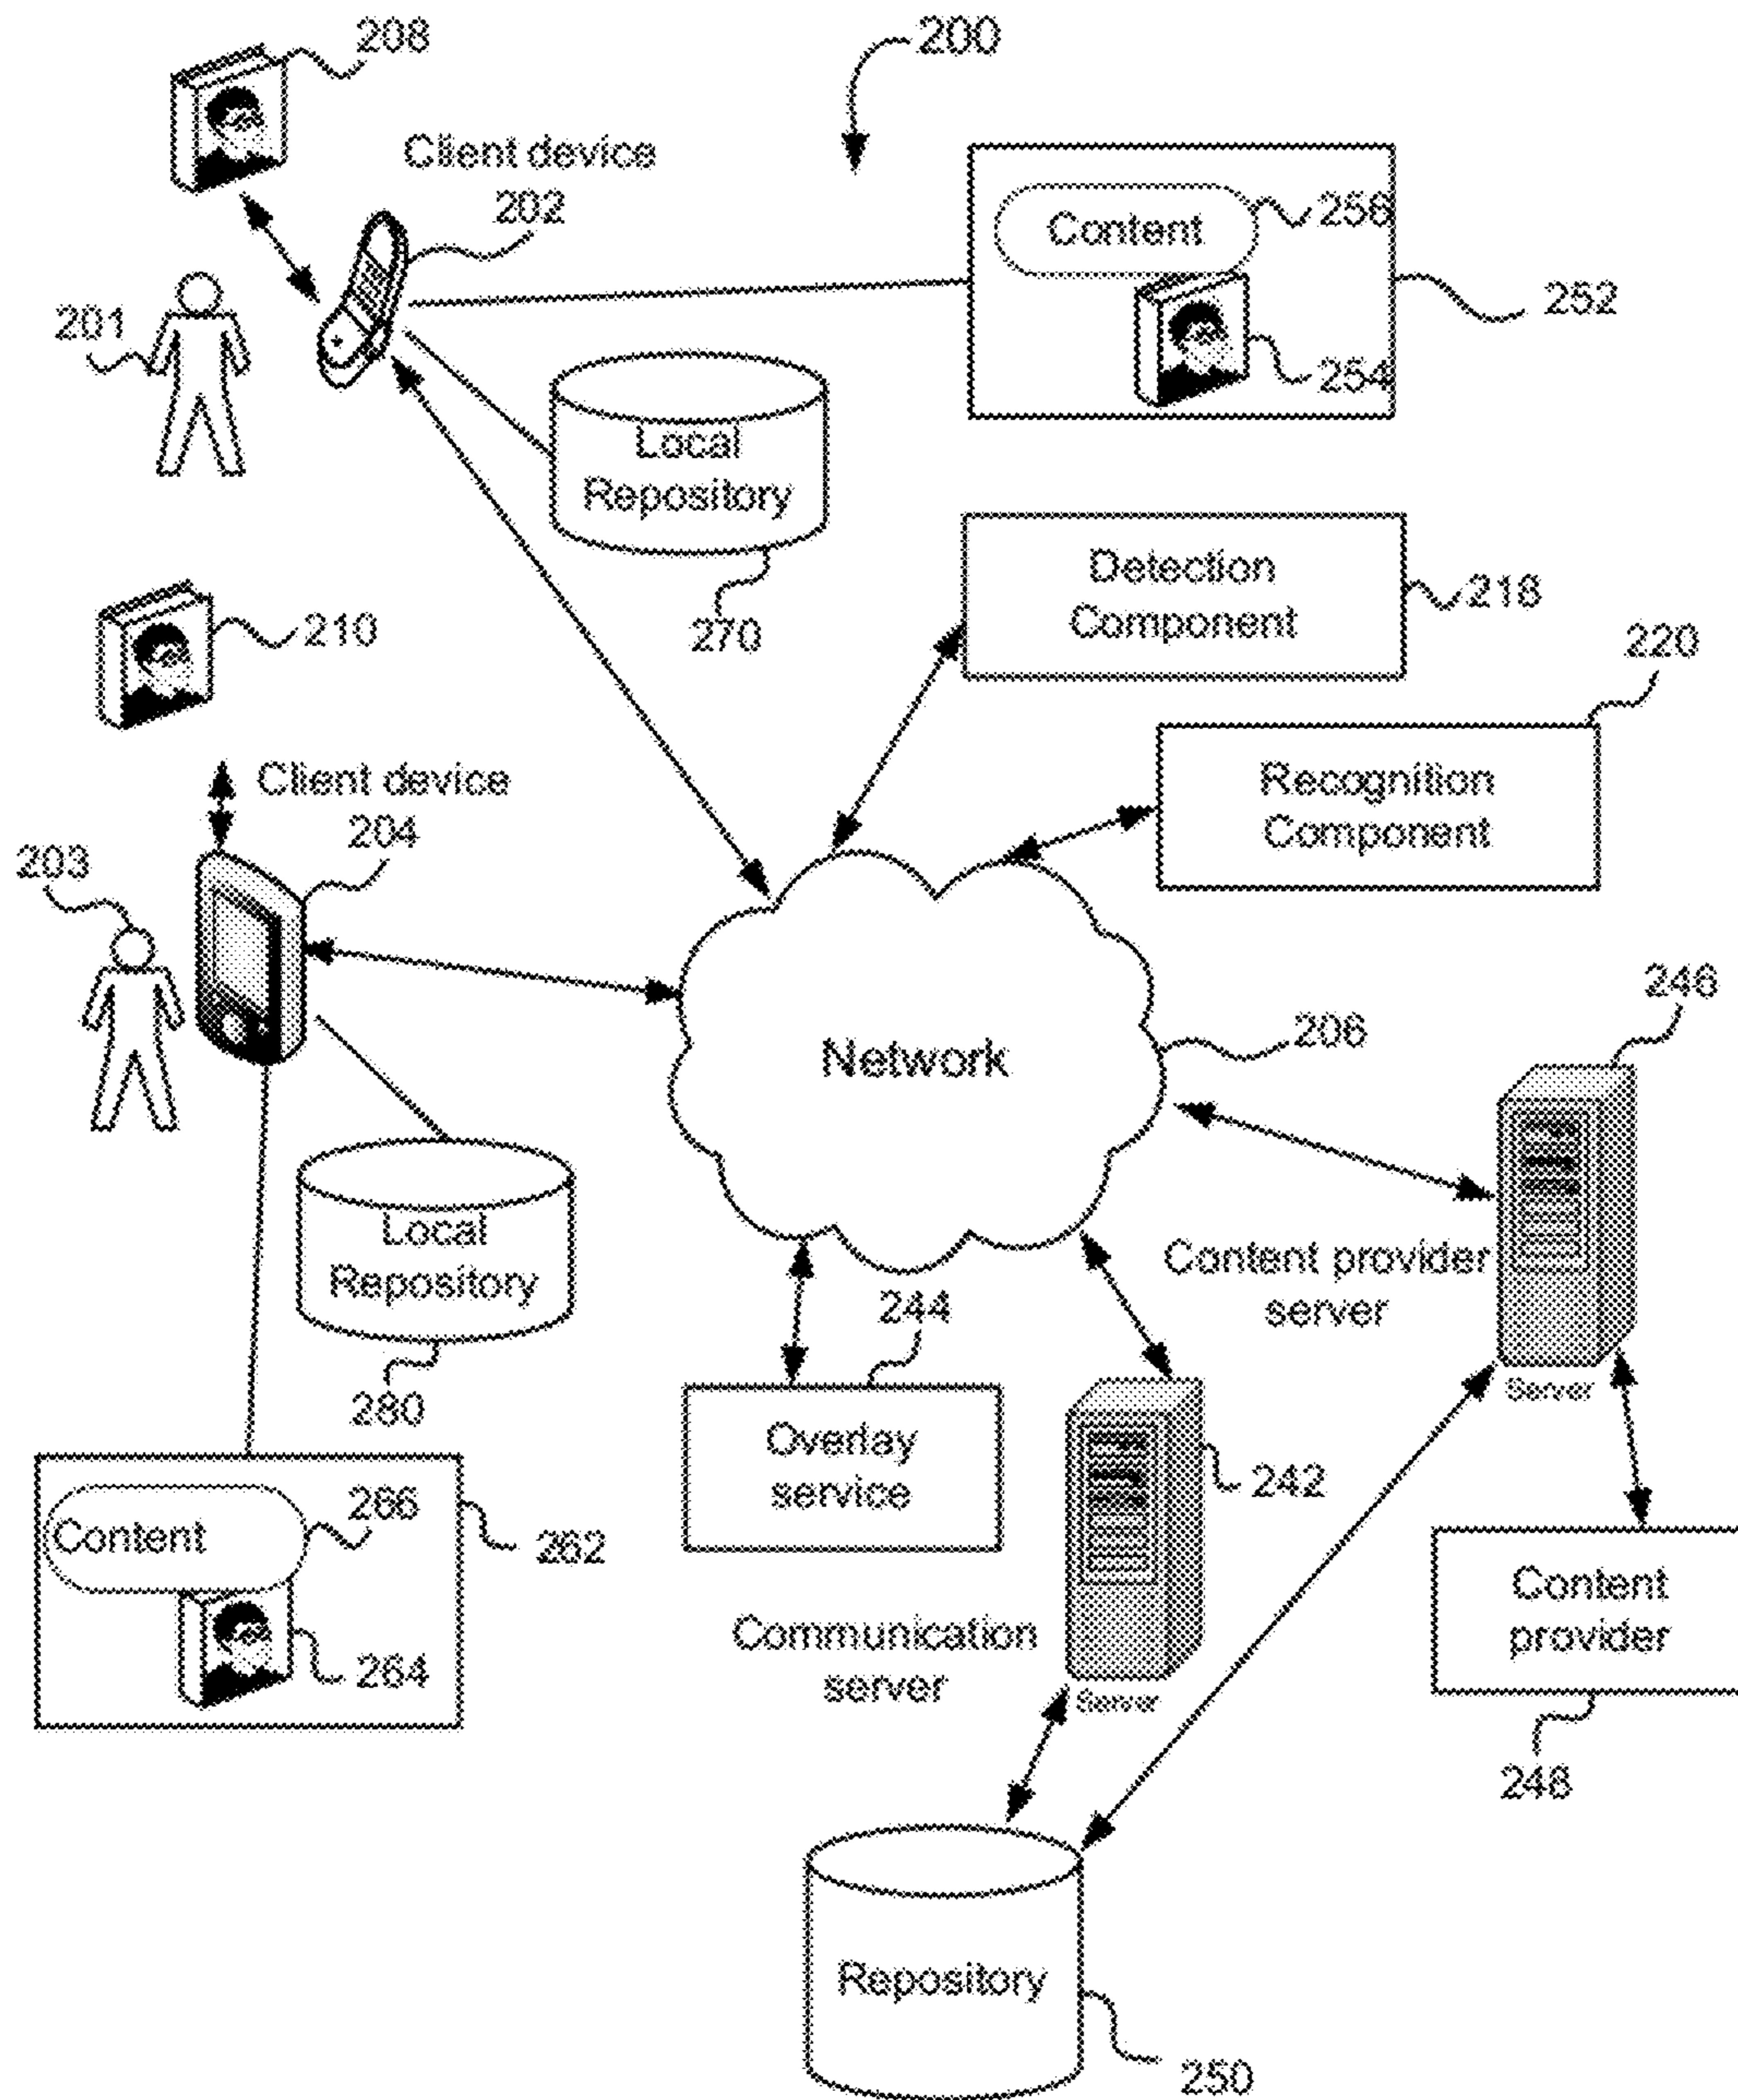 208
200
Client device
202
256
Content
252
201
254
Local
Repository
Detection
Component
218
270
210
220
Client device
204
Recognition
Component
203
246
206
Network
Local
Repository
Content provider
server
244
280
Server
Overlay
service
242
266
Content
262
Content
provider
Communication
server
264
Server
248
Repository
250